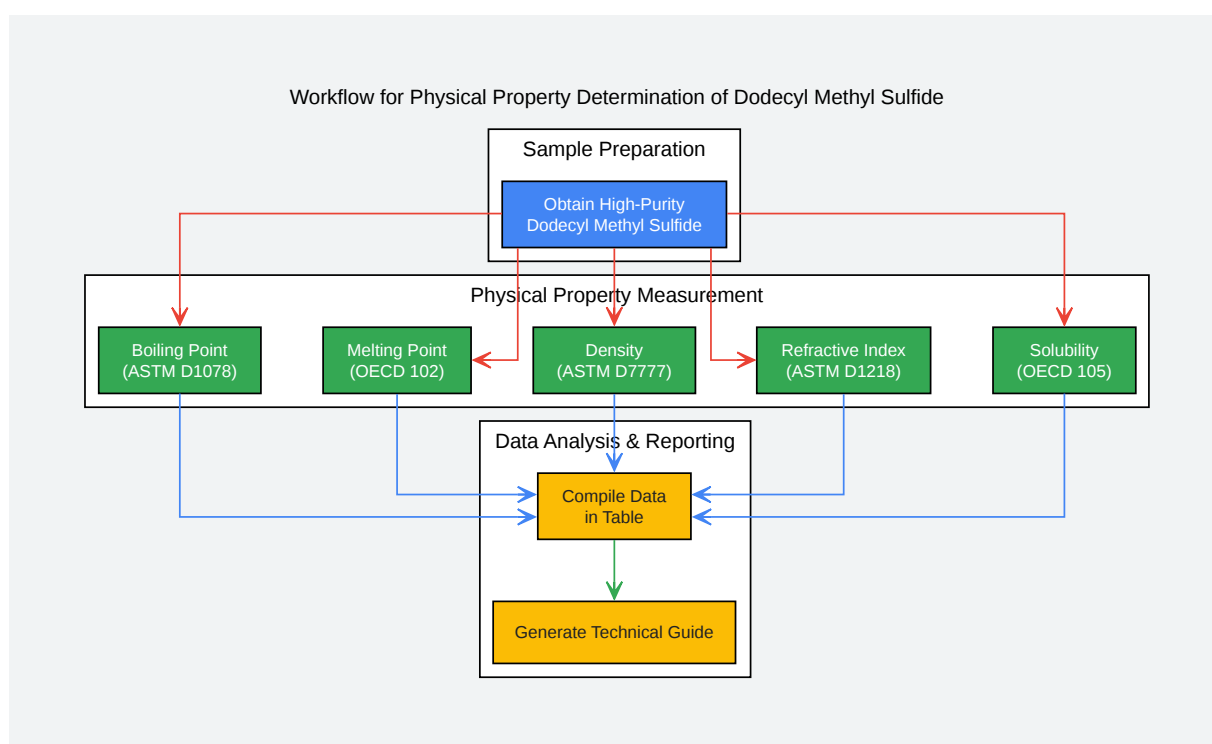 Workflow for Physical Property Determination of Dodecyl Methyl Sulfide
Sample Preparation
Obtain High-Purity
Dodecyl Methyl Sulfide
Physical Property Measurement
Boiling Point
(ASTM D1078)
Melting Point
(OECD 102)
Density
(ASTM D7777)
Refractive Index
(ASTM D1218)
Solubility
(OECD 105)
Data Analysis & Reporting
Compile Data
in Table
Generate Technical Guide